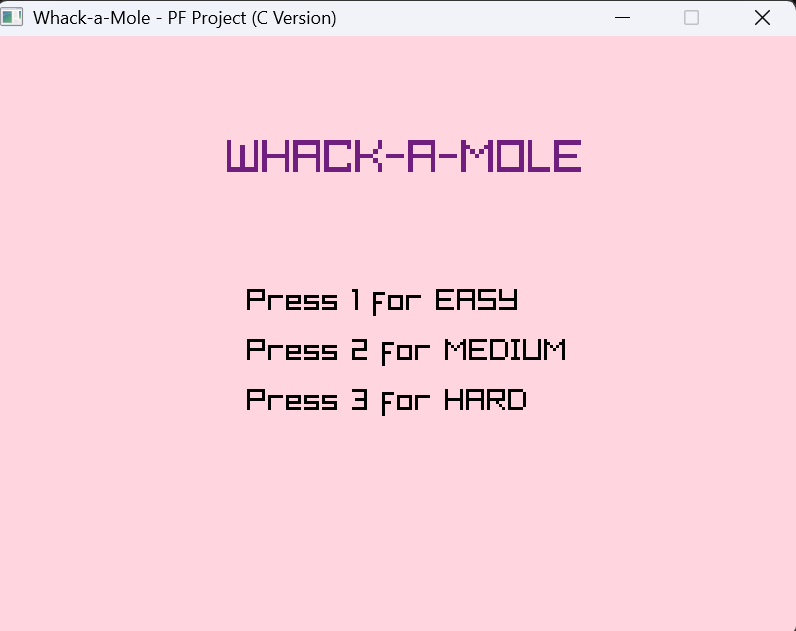 Whack-a-Mole - PF Project (C Version)
WHACK-A-MOLE
Press 1 for EASY
Press 2 for MEDIUM
Press 3 for HARD